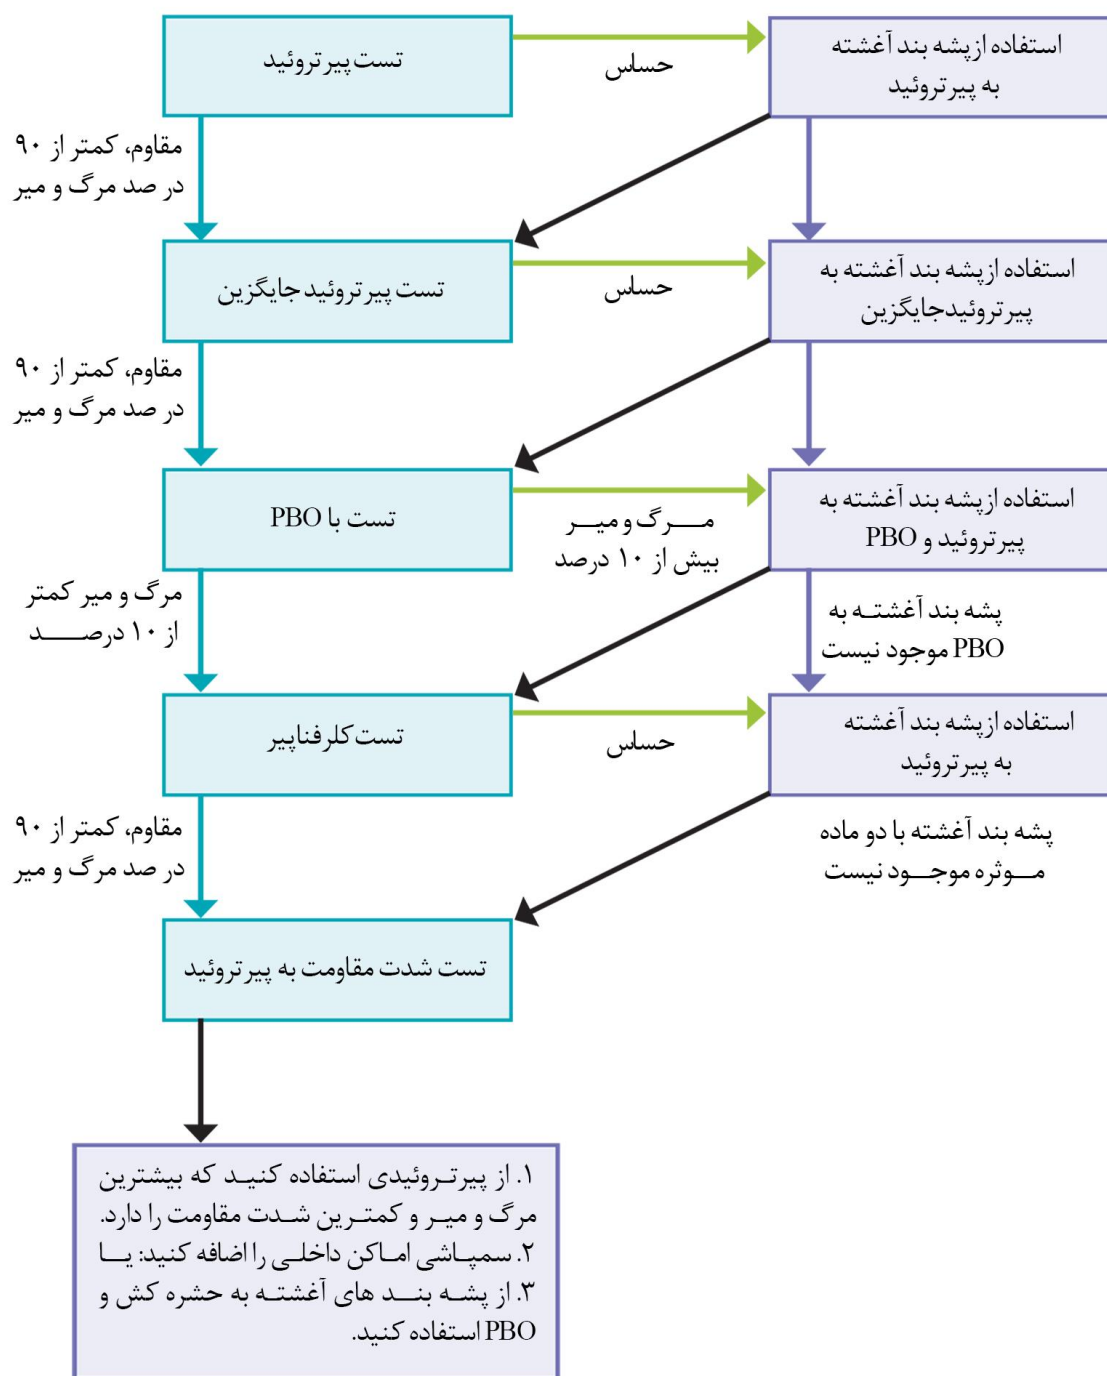 تست پیرتروئید
حساس
استفاده از پشه بند آغشته
به پیرتروئید
مقاوم، کمتر از ۹۰
در صد مرگ و میر
تست پیرتروئید جایگزین
حساس
استفاده از پشه بند آغشته به
پیرتروئید جایگزین
مقاوم، کمتر از ۹۰
در صد مرگ و میر
تست با PBO
مرگ و میر
بیش از ۱۰ درصد
استفاده از پشه بند آغشته به
پیرتروئید و PBO
مرگ و میر کمتر
از ۱۰ درصد
پشه بند آغشته به
PBO موجود نیست
تست کلرفناپیر
حساس
استفاده از پشه بند آغشته
به پیرتروئید
مقاوم، کمتر از ۹۰
در صد مرگ و میر
پشه بند آغشته با دو ماده
موثره موجود نیست
تست شدت مقاومت به پیرتروئید
۱. از پیرتروئیدی استفاده کنید که بیشترین
مرگ و میر و کمترین شدت مقاومت را دارد.
۲. سمپاشی اماکن داخلی را اضافه کنید: یا
۳. از پشه بند های آغشته به حشره کش و
PBO استفاده کنید.